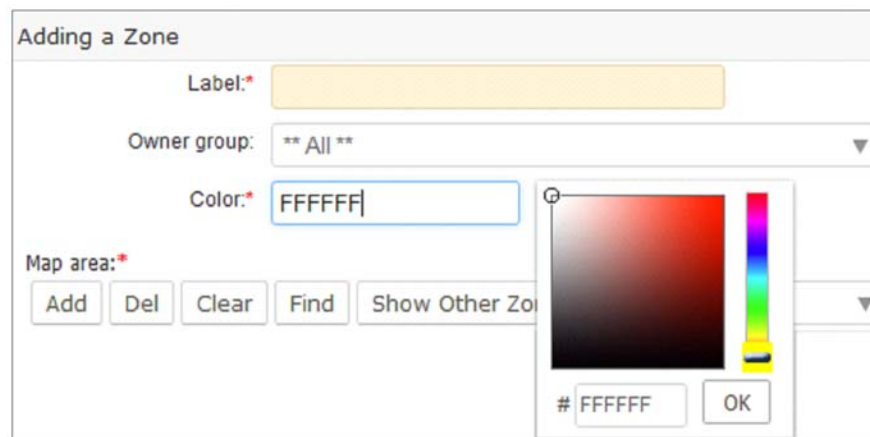 Adding a Zone
Label:*
Owner group: ** All **
Color:* FFFFFF
Map area:*
Add Del Clear Find Show Other Zo
# FFFFFF OK